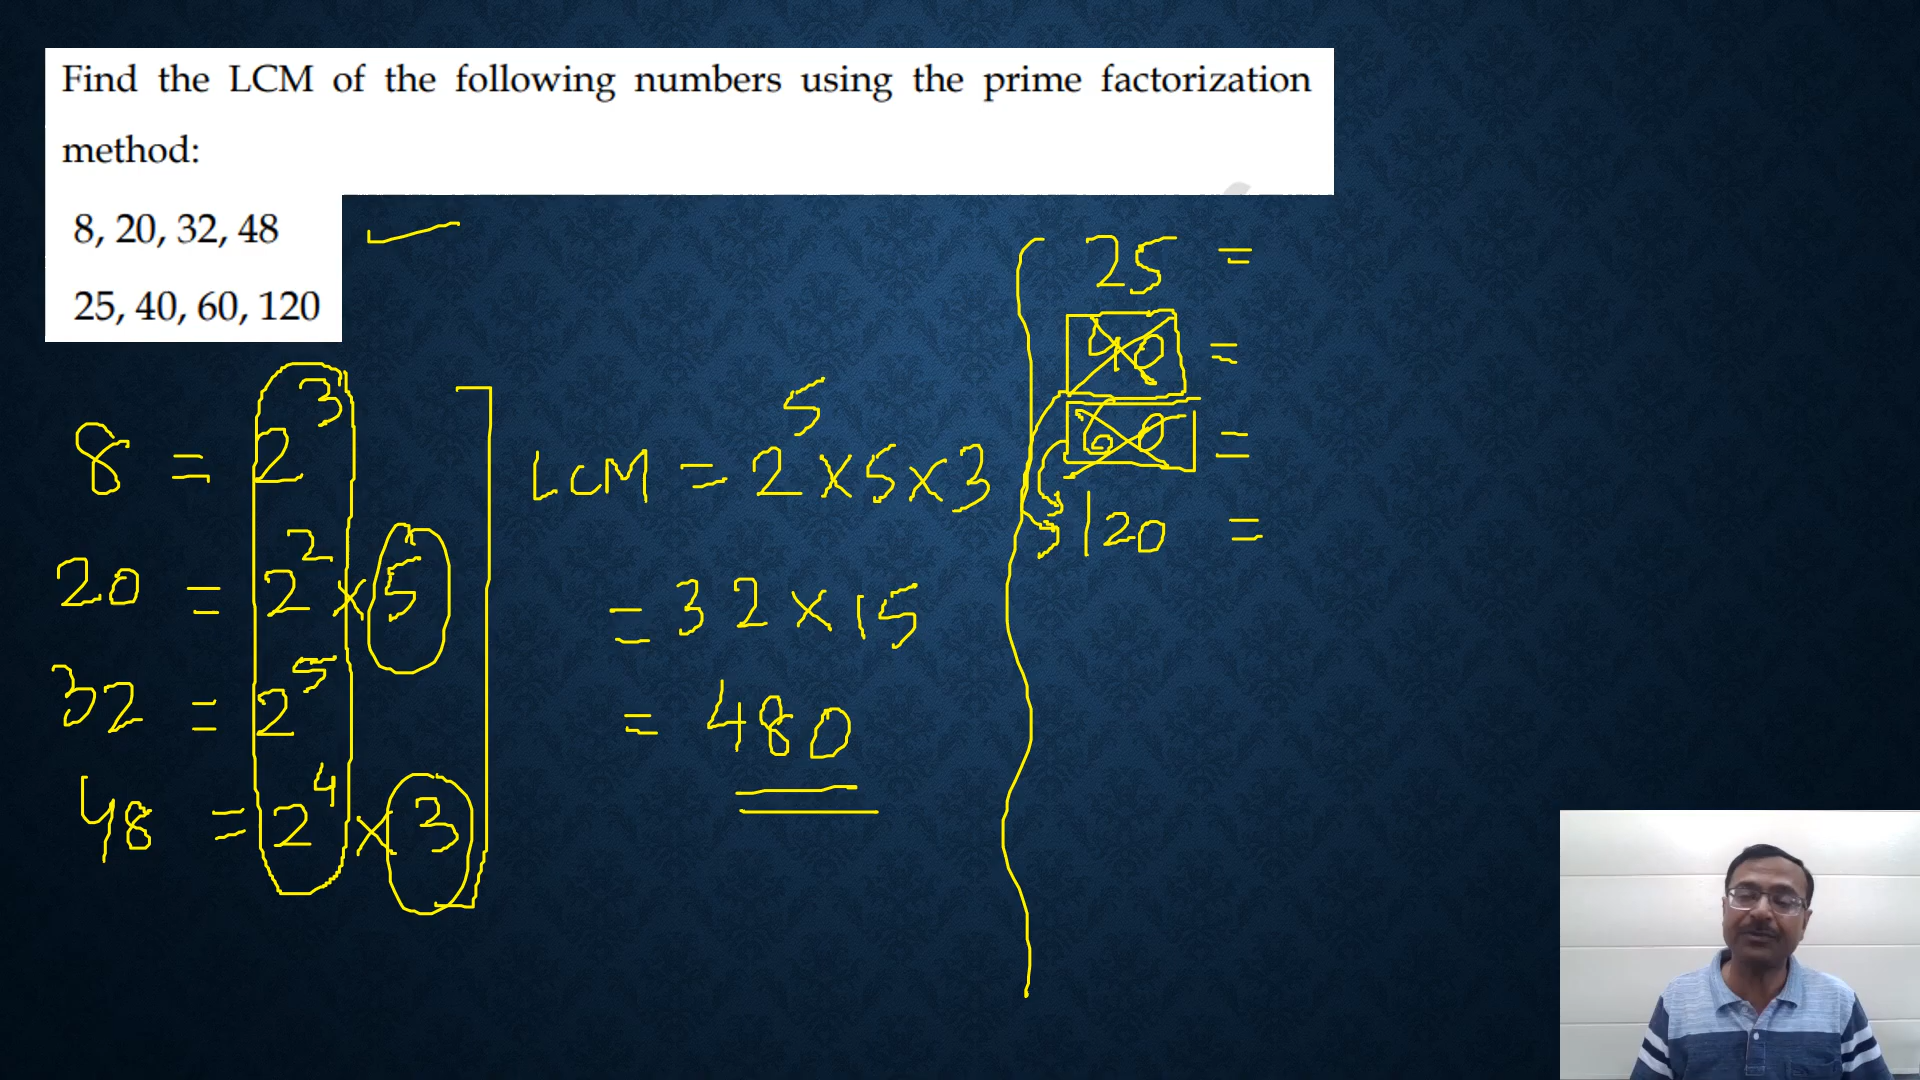 Find the LCM of the following numbers using the prime factorization
method:
8, 20, 32, 48
25, 40, 60, 120
8 = 2³
20 = 2² × 5
32 = 2⁵
48 = 2⁴ × 3
LCM = 2⁵ × 5 × 3
= 32 × 15
= 480
25 =
40 =
60 =
120 =